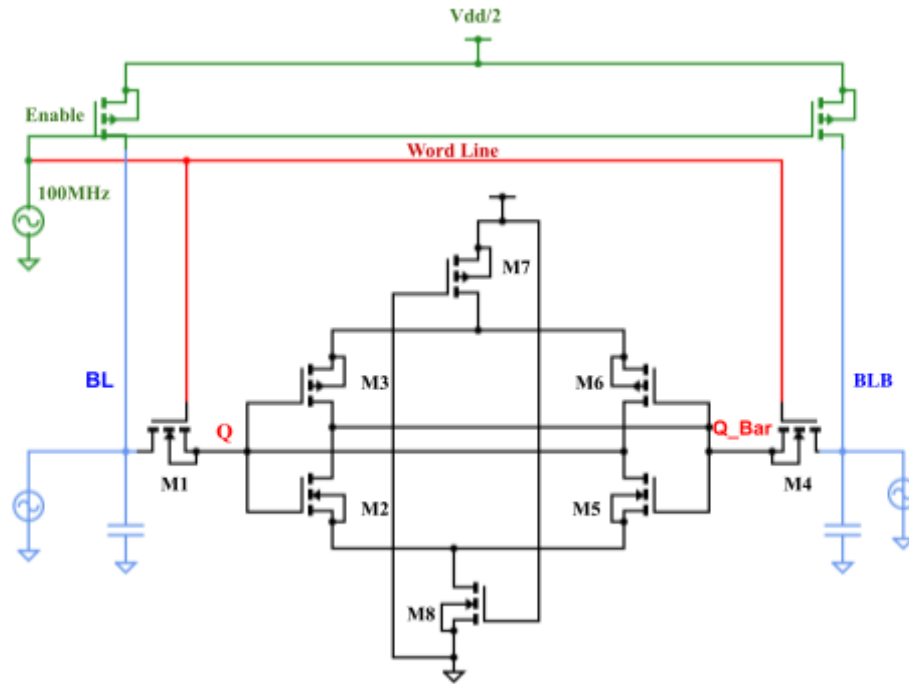 Vdd/2
Enable
Word Line
100MHz
M7
BL
M3
M6
BLB
Q
Q_Bar
M1
M2
M5
M4
M8